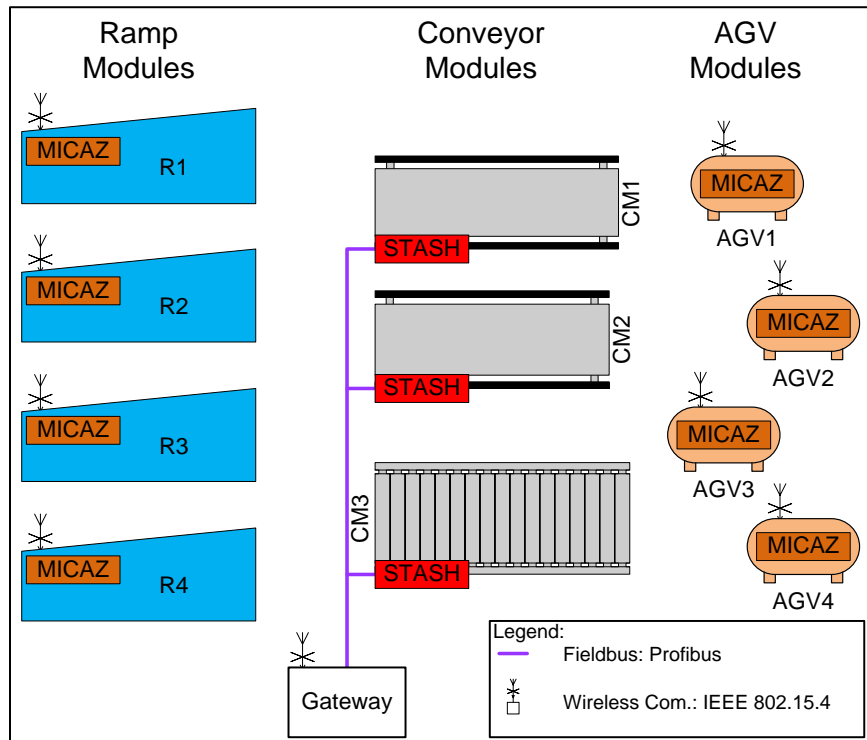 Ramp
Modules
Conveyor
Modules
AGV
Modules
MICAZ
R1
MICAZ
R2
MICAZ
R3
MICAZ
R4
CM1
STASH
CM2
STASH
CM3
STASH
MICAZ
AGV1
MICAZ
AGV2
MICAZ
AGV3
MICAZ
AGV4
Gateway
Legend:
Fieldbus: Profibus
Wireless Com.: IEEE 802.15.4